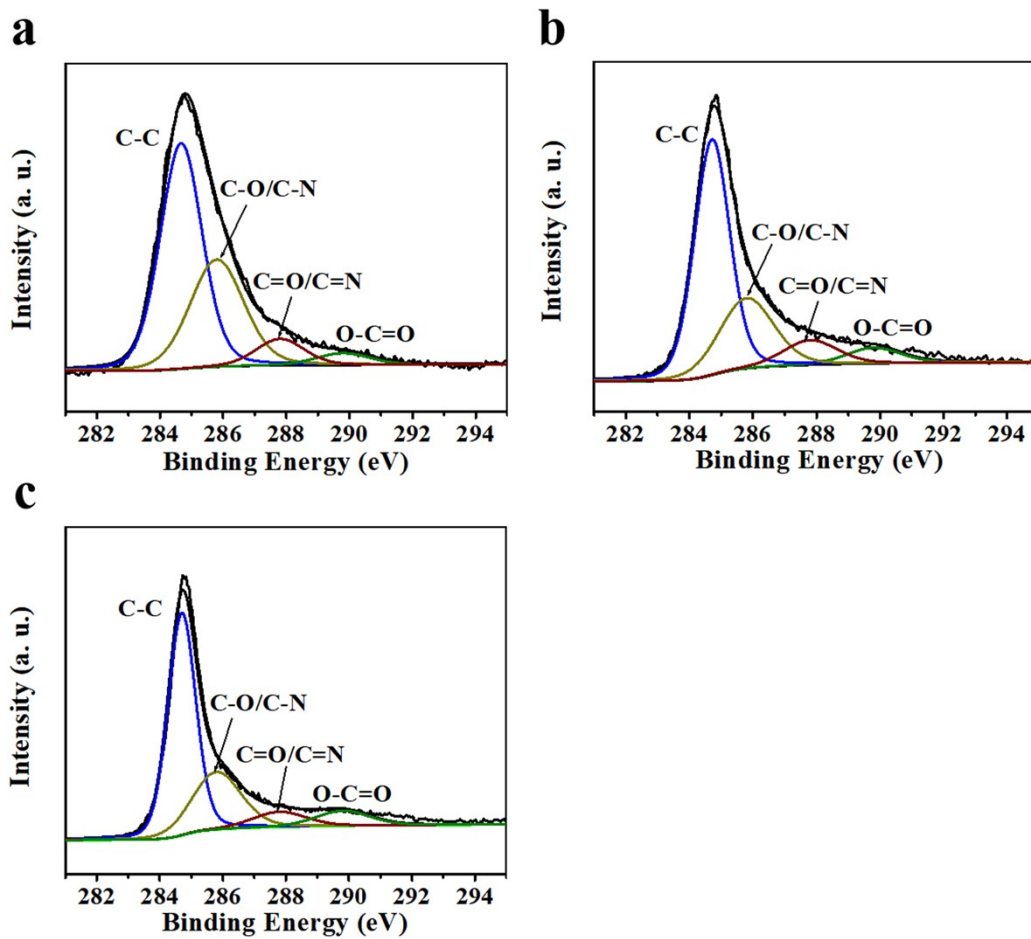 a
Intensity (a. u.)
C-C
C-O/C-N
C=O/C=N
O-C=O
282 284 286 288 290 292 294
Binding Energy (eV)
b
Intensity (a. u.)
C-C
C-O/C-N
C=O/C=N
O-C=O
282 284 286 288 290 292 294
Binding Energy (eV)
c
Intensity (a. u.)
C-C
C-O/C-N
C=O/C=N
O-C=O
282 284 286 288 290 292 294
Binding Energy (eV)